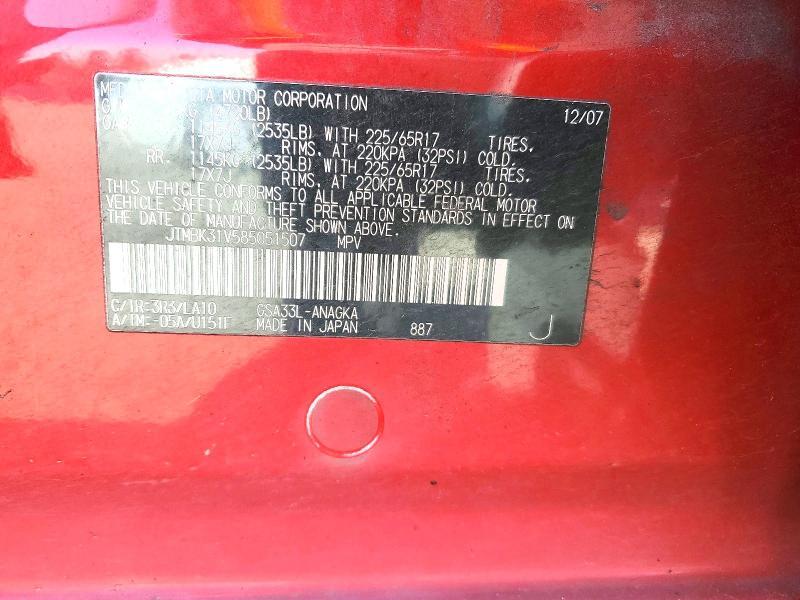 MFD. MOTOR CORPORATION 12/07
(2535LB) WITH 225/65R17 TIRES.
17X7J RIMS. AT 220KPA (32PSI) COLD.
RR. 1145KG (2535LB) WITH 225/65R17 TIRES.
17X7J RIMS. AT 220KPA (32PSI) COLD.
THIS VEHICLE CONFORMS TO ALL APPLICABLE FEDERAL MOTOR
VEHICLE SAFETY AND THEFT PREVENTION STANDARDS IN EFFECT ON
THE DATE OF MANUFACTURE SHOWN ABOVE.
JTMBK31V585051507 MPV
C/TR:3R3/LA10 GSA33L-ANAGKA
A/TM:-05A/U151F MADE IN JAPAN 887 J